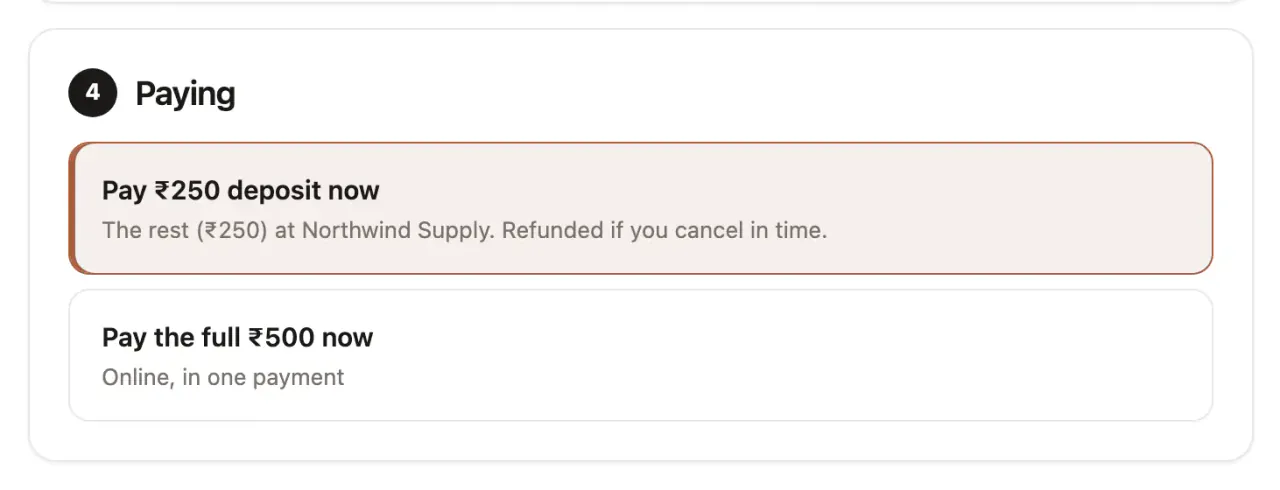 4 Paying
Pay ₹250 deposit now
The rest (₹250) at Northwind Supply. Refunded if you cancel in time.
Pay the full ₹500 now
Online, in one payment